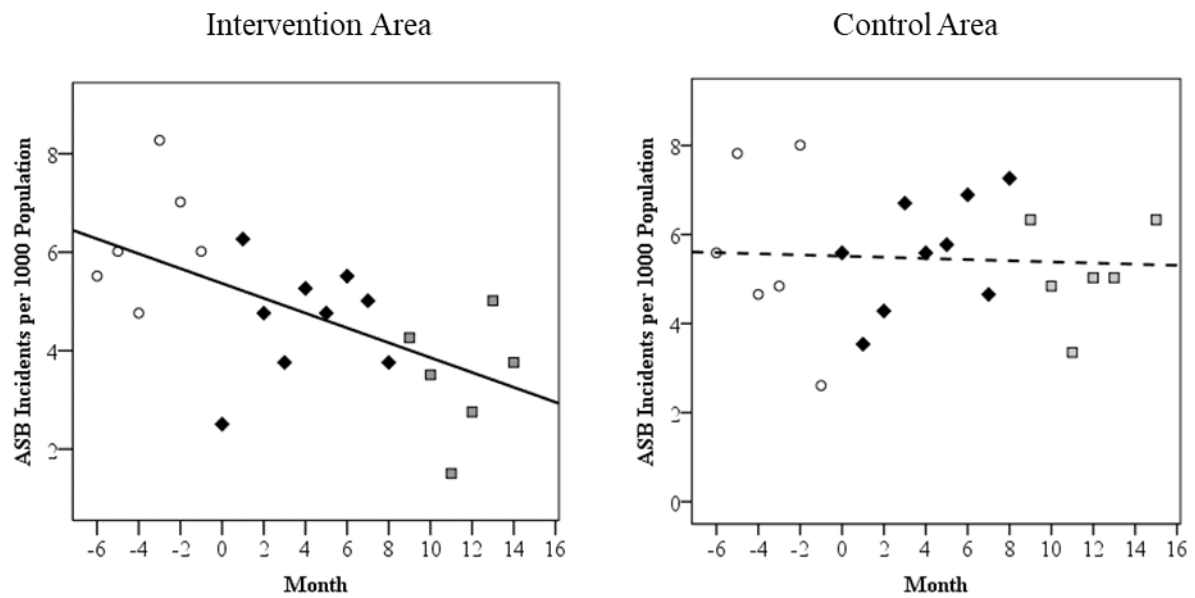 Intervention Area
ASB Incidents per 1000 Population
8
6
4
2
-6 -4 -2 0 2 4 6 8 10 12 14 16
Month
Control Area
ASB Incidents per 1000 Population
8
6
4
2
0
-6 -4 -2 0 2 4 6 8 10 12 14 16
Month